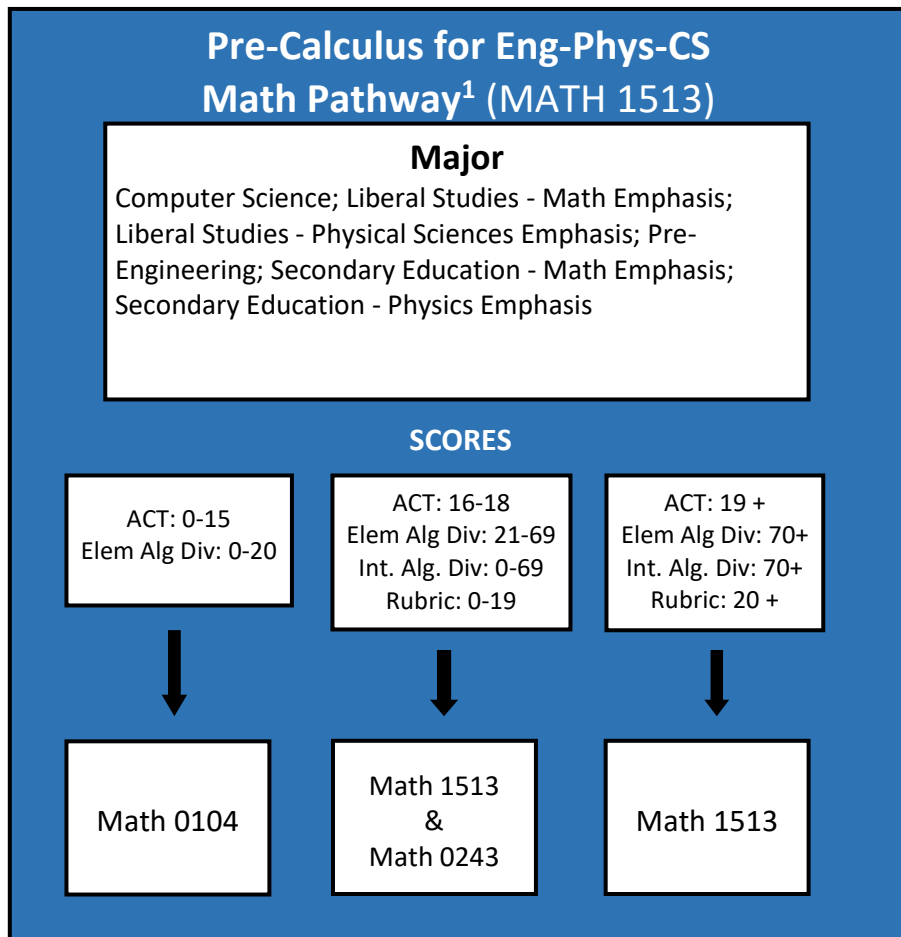 Pre-Calculus for Eng-Phys-CS
Math Pathway¹ (MATH 1513)
Major
Computer Science; Liberal Studies - Math Emphasis;
Liberal Studies - Physical Sciences Emphasis; Pre-
Engineering; Secondary Education - Math Emphasis;
Secondary Education - Physics Emphasis
SCORES
ACT: 0-15
Elem Alg Div: 0-20
ACT: 16-18
Elem Alg Div: 21-69
Int. Alg. Div: 0-69
Rubric: 0-19
ACT: 19 +
Elem Alg Div: 70+
Int. Alg. Div: 70+
Rubric: 20 +
Math 0104
Math 1513
&
Math 0243
Math 1513